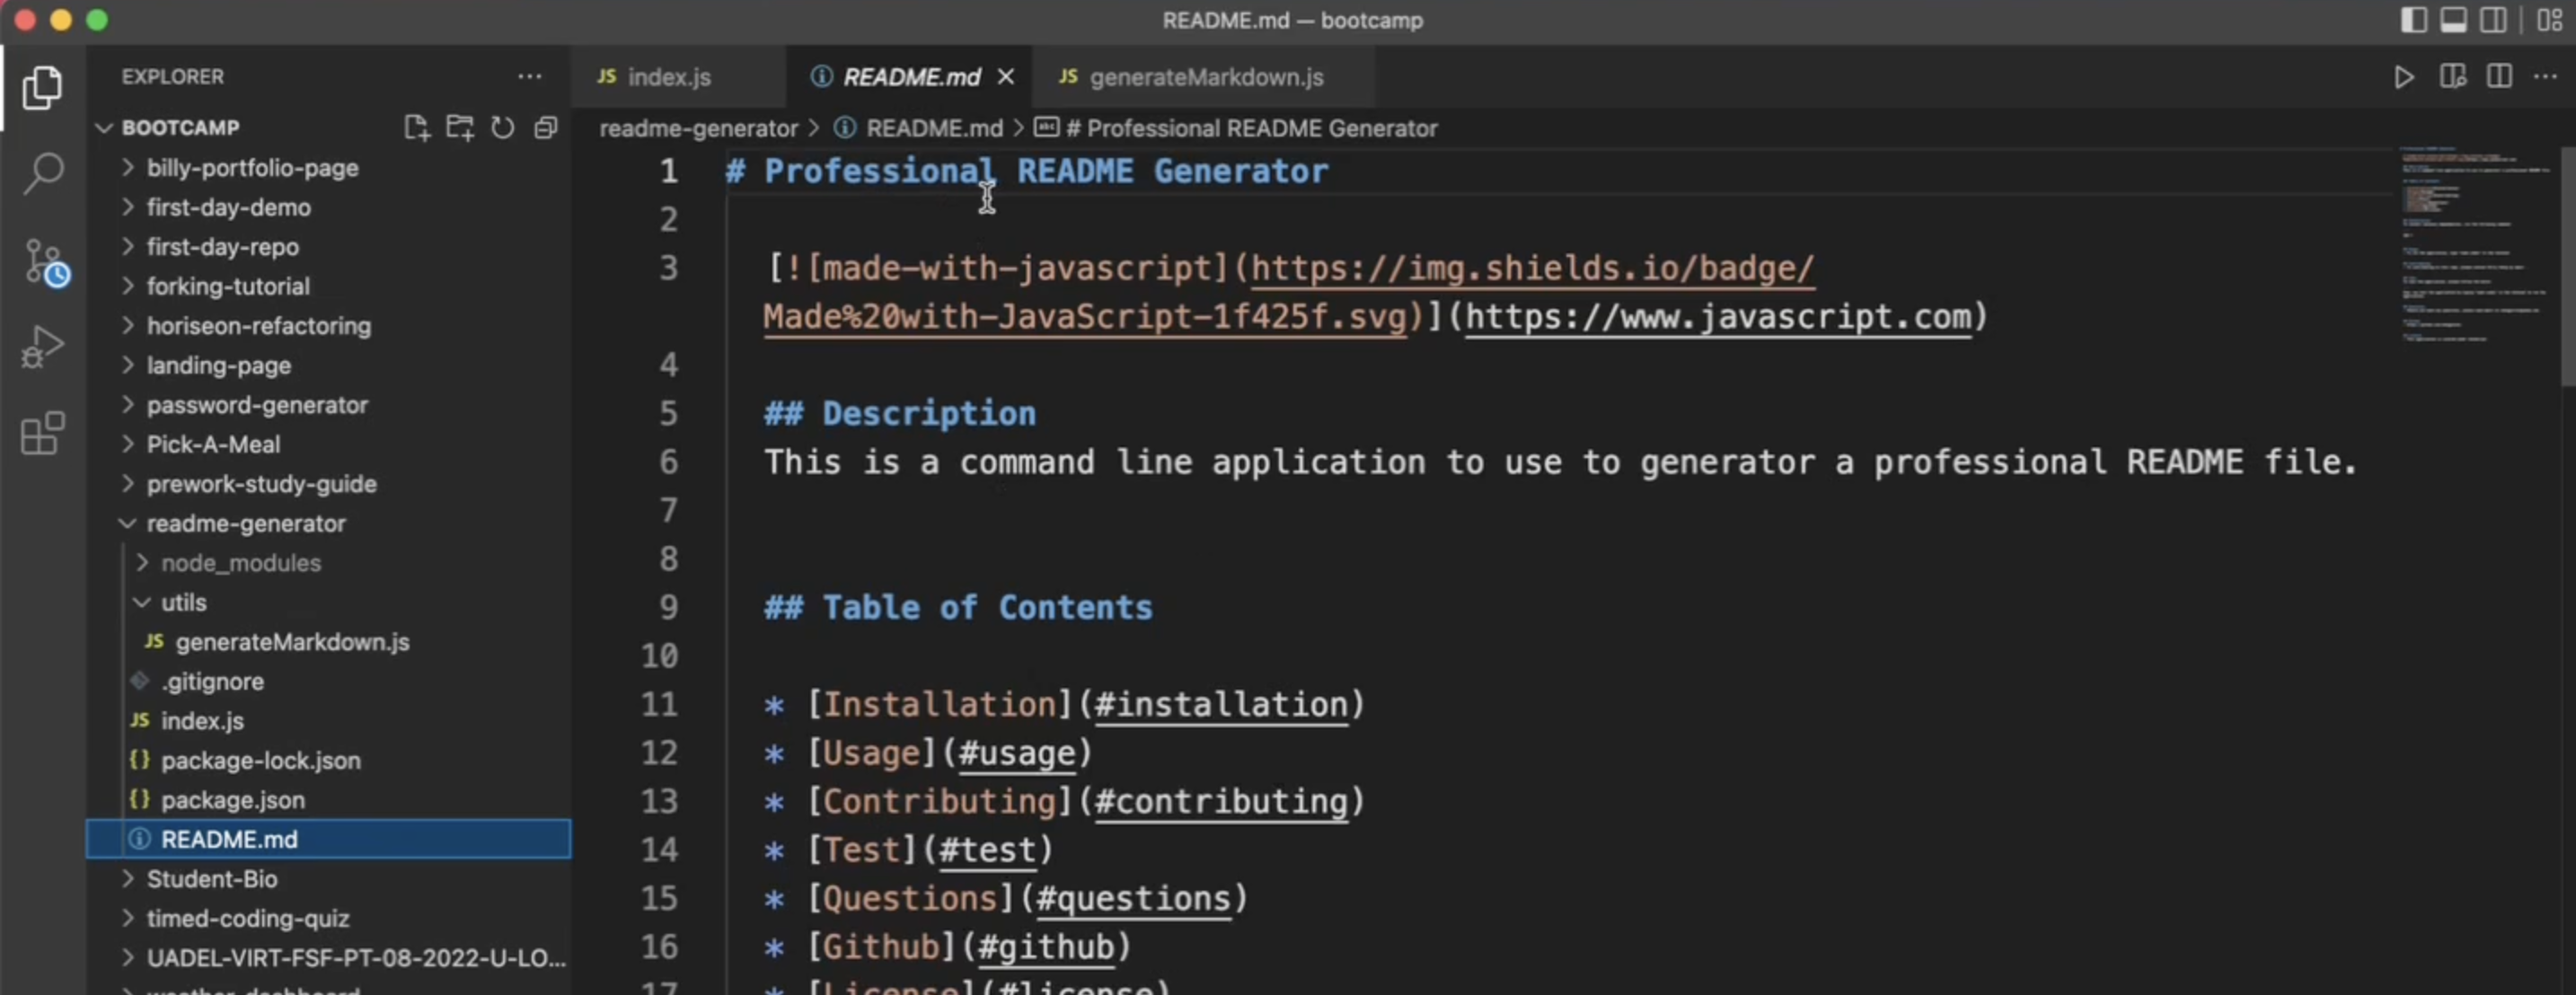 README.md — bootcamp
EXPLORER
BOOTCAMP
billy-portfolio-page
first-day-demo
first-day-repo
forking-tutorial
horiseon-refactoring
landing-page
password-generator
Pick-A-Meal
prework-study-guide
readme-generator
node_modules
utils
JS generateMarkdown.js
.gitignore
JS index.js
{} package-lock.json
{} package.json
README.md
Student-Bio
timed-coding-quiz
UADEL-VIRT-FSF-PT-08-2022-U-LO...
JS index.js
README.md
JS generateMarkdown.js
readme-generator > README.md > # Professional README Generator
1 # Professional README Generator
2
3 [![made-with-javascript](https://img.shields.io/badge/
Made%20with-JavaScript-1f425f.svg)](https://www.javascript.com)
4
5 ## Description
6 This is a command line application to use to generator a professional README file.
7
8
9 ## Table of Contents
10
11 * [Installation](#installation)
12 * [Usage](#usage)
13 * [Contributing](#contributing)
14 * [Test](#test)
15 * [Questions](#questions)
16 * [Github](#github)
17 * [License](#license)